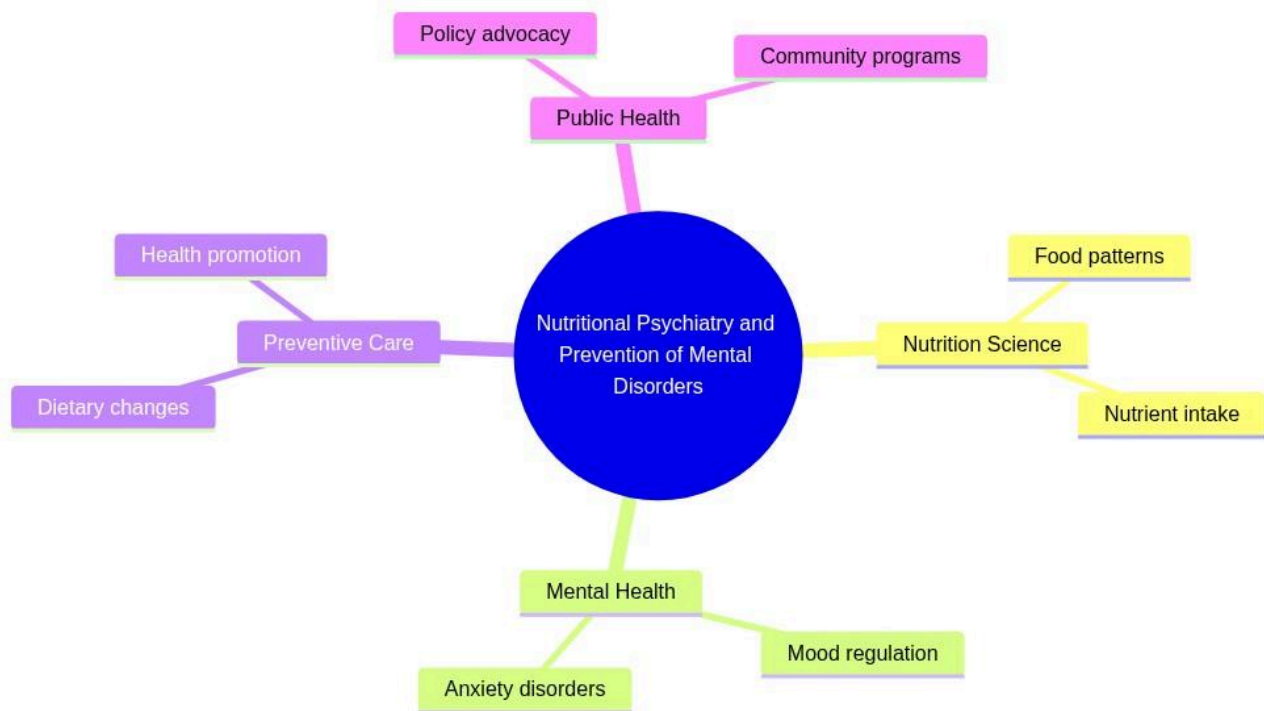 Policy advocacy
Community programs
Public Health
Health promotion
Food patterns
Preventive Care
Nutritional Psychiatry and
Prevention of Mental
Disorders
Nutrition Science
Dietary changes
Nutrient intake
Mental Health
Mood regulation
Anxiety disorders